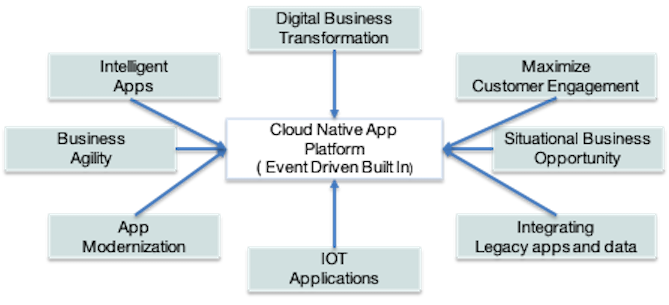 Digital Business
Transformation
Intelligent
Apps
Maximize
Customer Engagement
Business
Agility
Cloud Native App
Platform
( Event Driven Built In)
Situational Business
Opportunity
App
Modernization
IOT
Applications
Integrating
Legacy apps and data